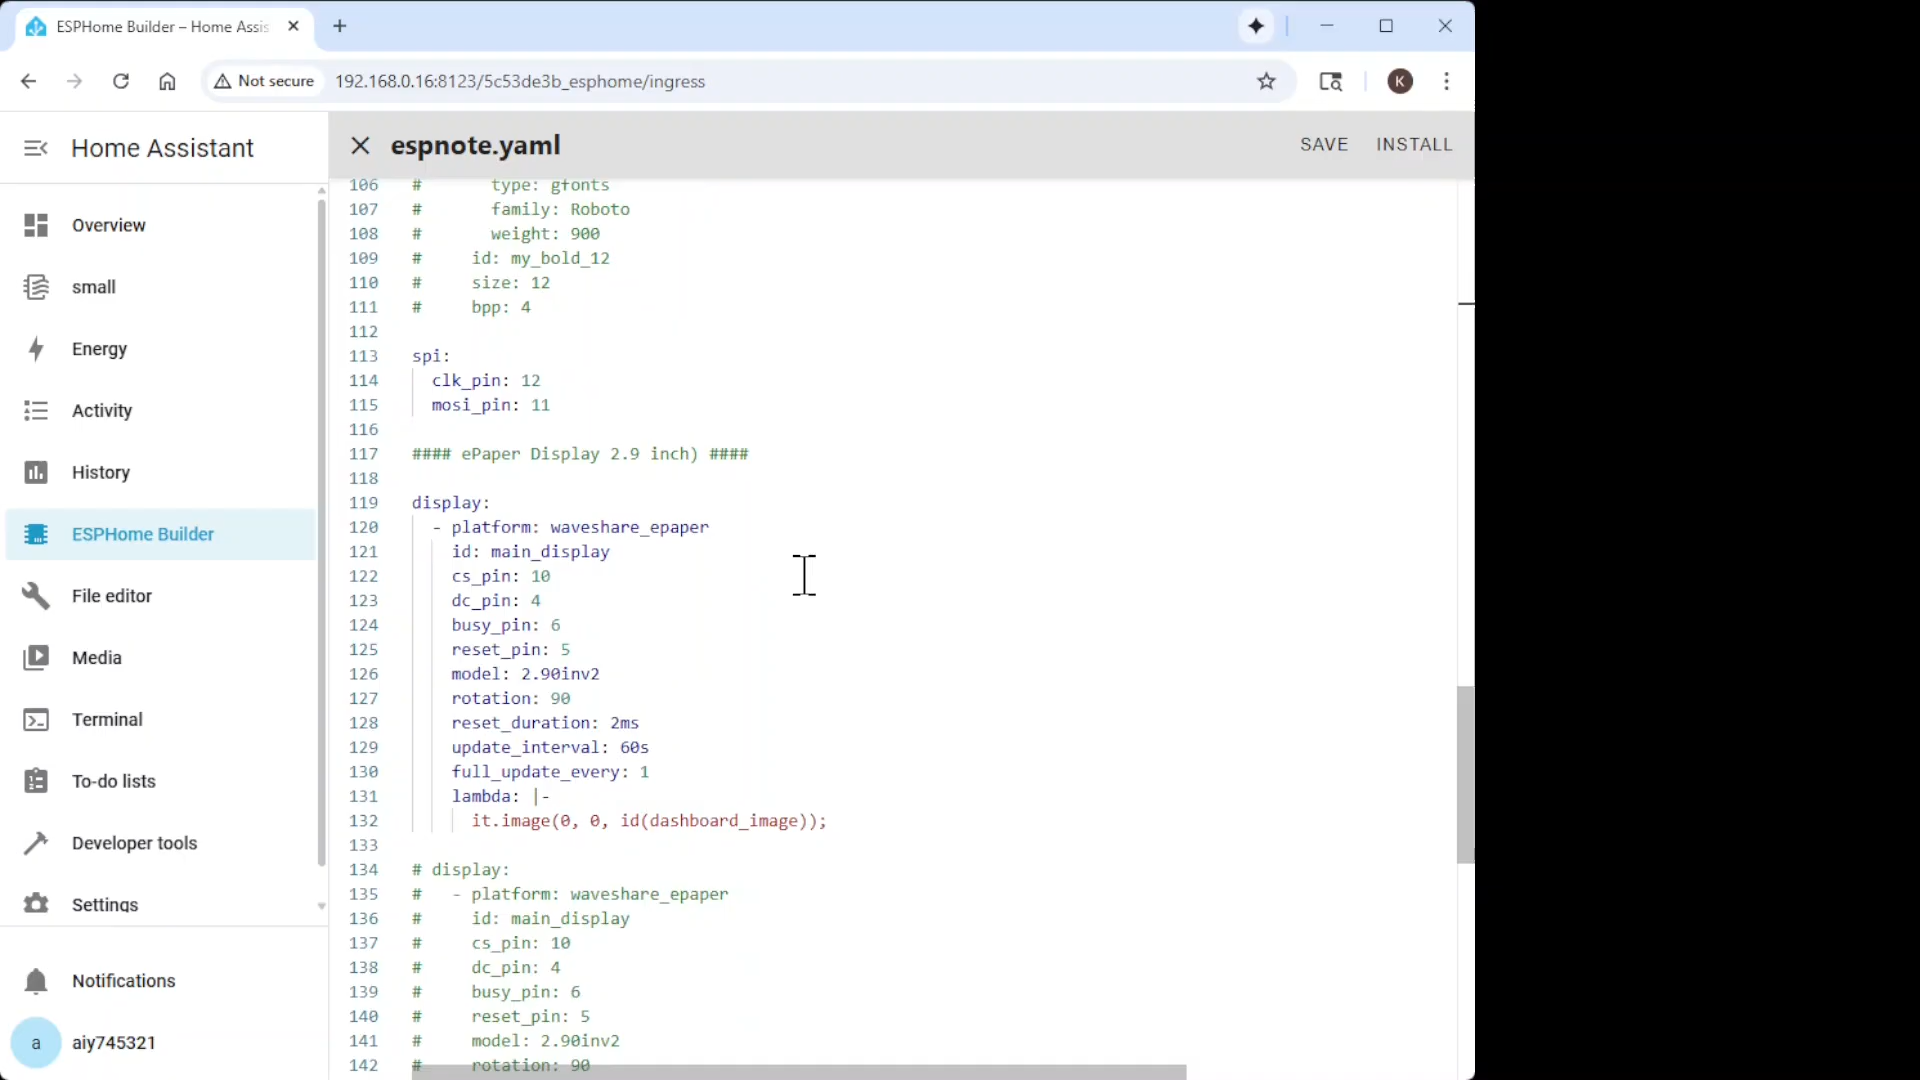 ESPHome Builder – Home Assis
Not secure
192.168.0.16:8123/5c53de3b_esphome/ingress
K
Home Assistant
espnote.yaml
SAVE
INSTALL
Overview
small
Energy
Activity
History
ESPHome Builder
File editor
Media
Terminal
To-do lists
Developer tools
Settings
Notifications
a
aiy745321
106 # type: gfonts
107 # family: Roboto
108 # weight: 900
109 # id: my_bold_12
110 # size: 12
111 # bpp: 4
112
113 spi:
114 clk_pin: 12
115 mosi_pin: 11
116
117 #### ePaper Display 2.9 inch) ####
118
119 display:
120 - platform: waveshare_epaper
121 id: main_display
122 cs_pin: 10
123 dc_pin: 4
124 busy_pin: 6
125 reset_pin: 5
126 model: 2.90inv2
127 rotation: 90
128 reset_duration: 2ms
129 update_interval: 60s
130 full_update_every: 1
131 lambda: |-
132 it.image(0, 0, id(dashboard_image));
133
134 # display:
135 # - platform: waveshare_epaper
136 # id: main_display
137 # cs_pin: 10
138 # dc_pin: 4
139 # busy_pin: 6
140 # reset_pin: 5
141 # model: 2.90inv2
142 # rotation: 90